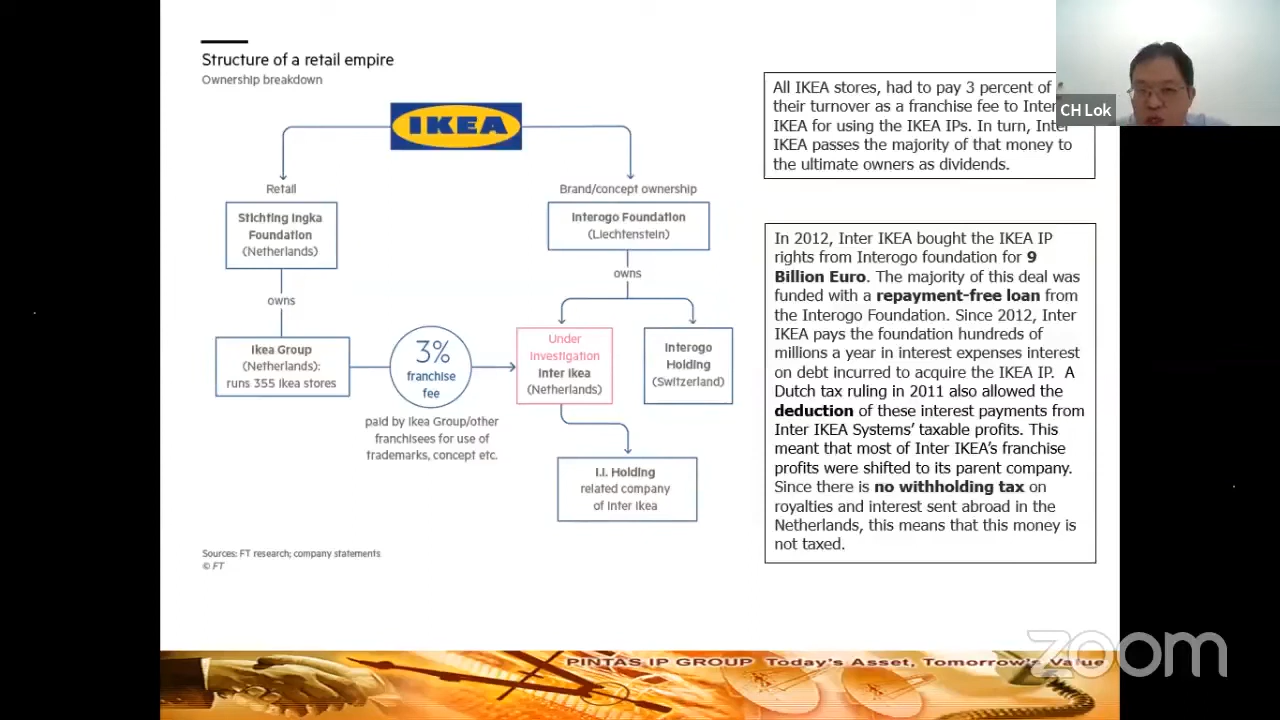 Structure of a retail empire
Ownership breakdown
IKEA
Retail
Brand/concept ownership
Stichting Ingka
Foundation
(Netherlands)
Interogo Foundation
(Liechtenstein)
owns
owns
Ikea Group
(Netherlands):
runs 355 Ikea stores
3%
franchise
fee
Under
investigation
Inter Ikea
(Netherlands)
Interogo
Holding
(Switzerland)
paid by Ikea Group/other
franchisees for use of
trademarks, concept etc.
I.I. Holding
related company
of Inter Ikea
Sources: FT research; company statements
© FT
All IKEA stores, had to pay 3 percent of
their turnover as a franchise fee to Inter
IKEA for using the IKEA IPs. In turn, Inter
IKEA passes the majority of that money to
the ultimate owners as dividends.
In 2012, Inter IKEA bought the IKEA IP
rights from Interogo foundation for 9
Billion Euro. The majority of this deal was
funded with a repayment-free loan from
the Interogo Foundation. Since 2012, Inter
IKEA pays the foundation hundreds of
millions a year in interest expenses interest
on debt incurred to acquire the IKEA IP. A
Dutch tax ruling in 2011 also allowed the
deduction of these interest payments from
Inter IKEA Systems' taxable profits. This
meant that most of Inter IKEA's franchise
profits were shifted to its parent company.
Since there is no withholding tax on
royalties and interest sent abroad in the
Netherlands, this means that this money is
not taxed.
CH Lok
PINTAS IP GROUP Today's Asset, Tomorrow's Value
zoom